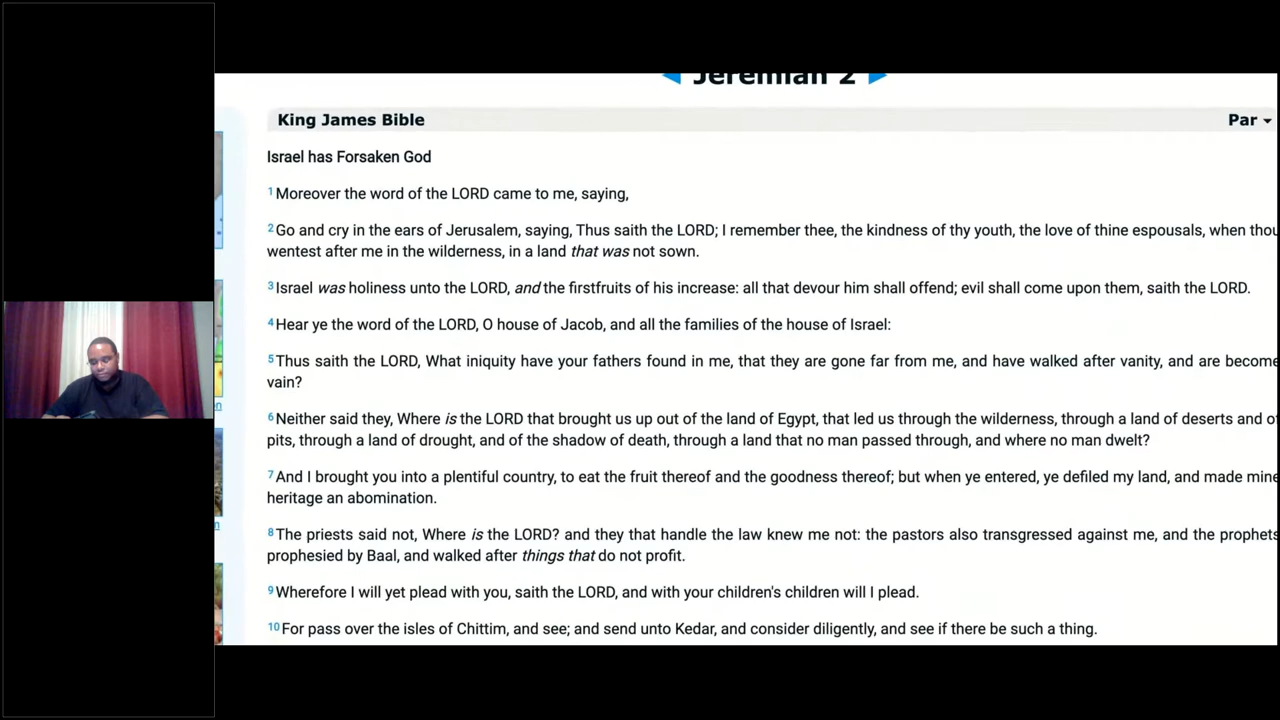 Jeremiah 2
King James Bible
Par
Israel has Forsaken God
1 Moreover the word of the LORD came to me, saying,
2 Go and cry in the ears of Jerusalem, saying, Thus saith the LORD; I remember thee, the kindness of thy youth, the love of thine espousals, when thou
wentest after me in the wilderness, in a land that was not sown.
3 Israel was holiness unto the LORD, and the firstfruits of his increase: all that devour him shall offend; evil shall come upon them, saith the LORD.
4 Hear ye the word of the LORD, O house of Jacob, and all the families of the house of Israel:
5 Thus saith the LORD, What iniquity have your fathers found in me, that they are gone far from me, and have walked after vanity, and are become
vain?
6 Neither said they, Where is the LORD that brought us up out of the land of Egypt, that led us through the wilderness, through a land of deserts and of
pits, through a land of drought, and of the shadow of death, through a land that no man passed through, and where no man dwelt?
7 And I brought you into a plentiful country, to eat the fruit thereof and the goodness thereof; but when ye entered, ye defiled my land, and made mine
heritage an abomination.
8 The priests said not, Where is the LORD? and they that handle the law knew me not: the pastors also transgressed against me, and the prophets
prophesied by Baal, and walked after things that do not profit.
9 Wherefore I will yet plead with you, saith the LORD, and with your children's children will I plead.
10 For pass over the isles of Chittim, and see; and send unto Kedar, and consider diligently, and see if there be such a thing.